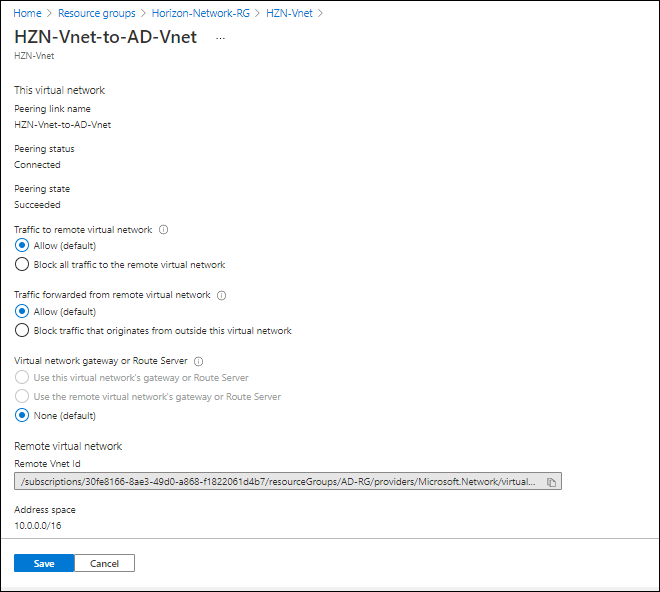 Home > Resource groups > Horizon-Network-RG > HZN-Vnet >
HZN-Vnet-to-AD-Vnet ...
HZN-Vnet
This virtual network
Peering link name
HZN-Vnet-to-AD-Vnet
Peering status
Connected
Peering state
Succeeded
Traffic to remote virtual network
Allow (default)
Block all traffic to the remote virtual network
Traffic forwarded from remote virtual network
Allow (default)
Block traffic that originates from outside this virtual network
Virtual network gateway or Route Server
Use this virtual network's gateway or Route Server
Use the remote virtual network's gateway or Route Server
None (default)
Remote virtual network
Remote Vnet Id
/subscriptions/30fe8166-8ae3-49d0-a868-f1822061d4b7/resourceGroups/AD-RG/providers/Microsoft.Network/virtual...
Address space
10.0.0.0/16
Save Cancel